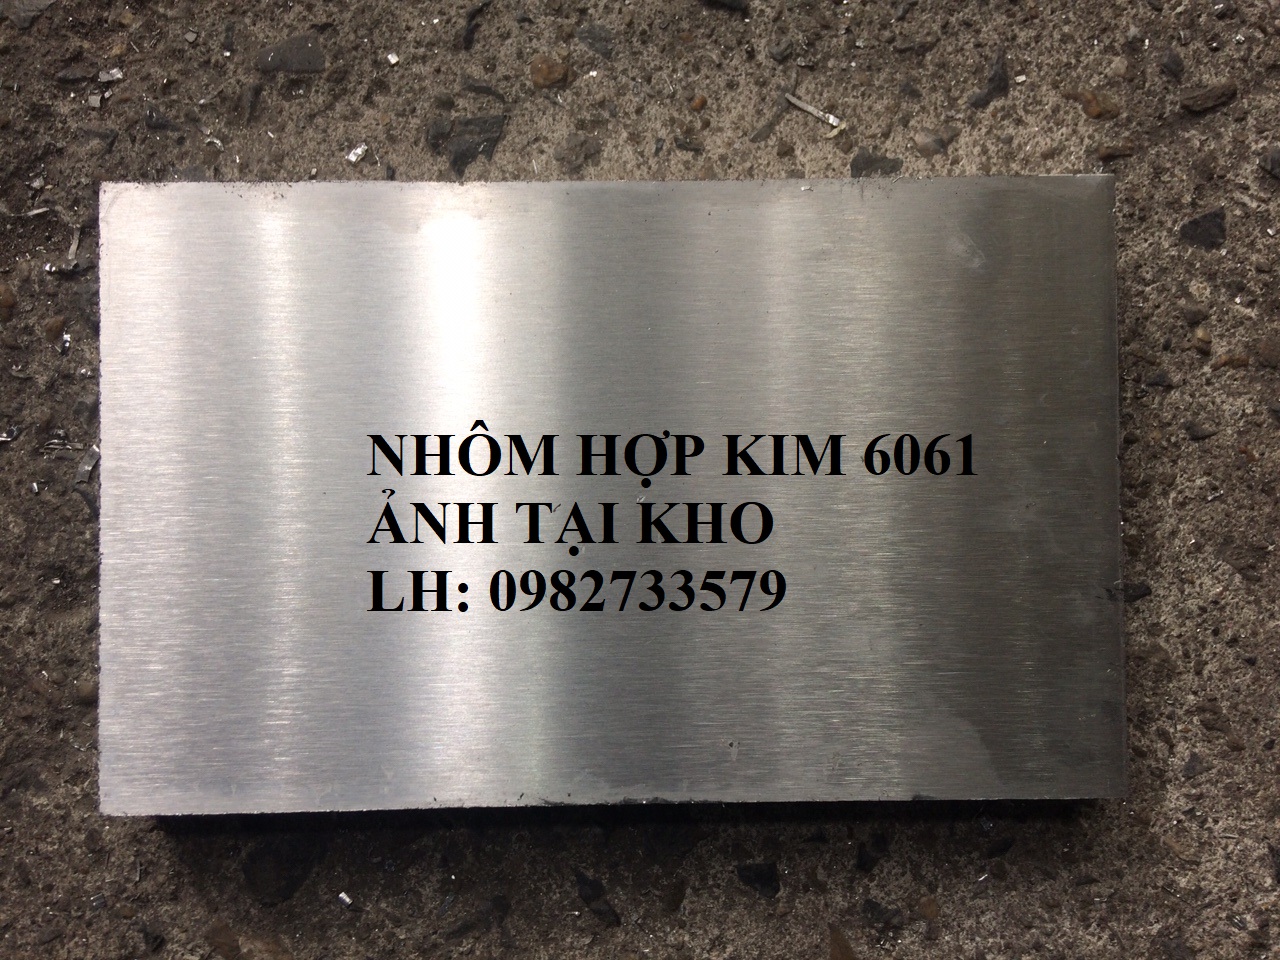 NHÔM HỢP KIM 6061
ẢNH TẠI KHO
LH: 0982733579